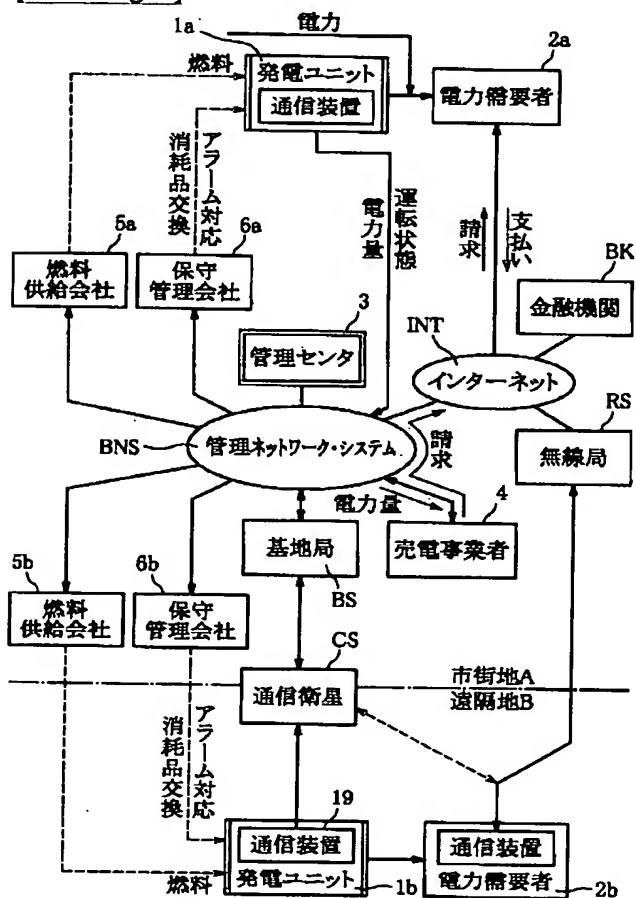 電力
1a
2a
燃料
発電ユニット
通信装置
電力需要者
消耗品交換
アラーム対応
電力量
運転状態
請求
支払い
5a
6a
BK
燃料
供給会社
保守
管理会社
3
管理センタ
金融機関
INT
インターネット
RS
BNS
管理ネットワーク・システム
請求
無線局
電力量
4
5b
6b
基地局
売電事業者
BS
燃料
供給会社
保守
管理会社
CS
通信衛星
市街地A
遠隔地B
消耗品交換
アラーム対応
19
通信装置
通信装置
燃料
発電ユニット
1b
電力需要者
2b